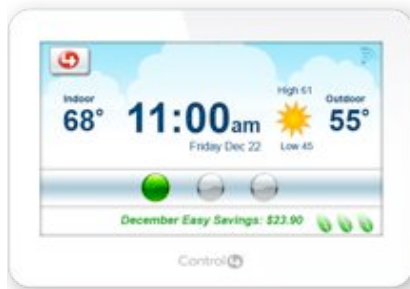 High 61
Indoor
Outdoor
68°
11:00am
55°
Friday Dec 22
Low 45
December Easy Savings: $23.90
Control4